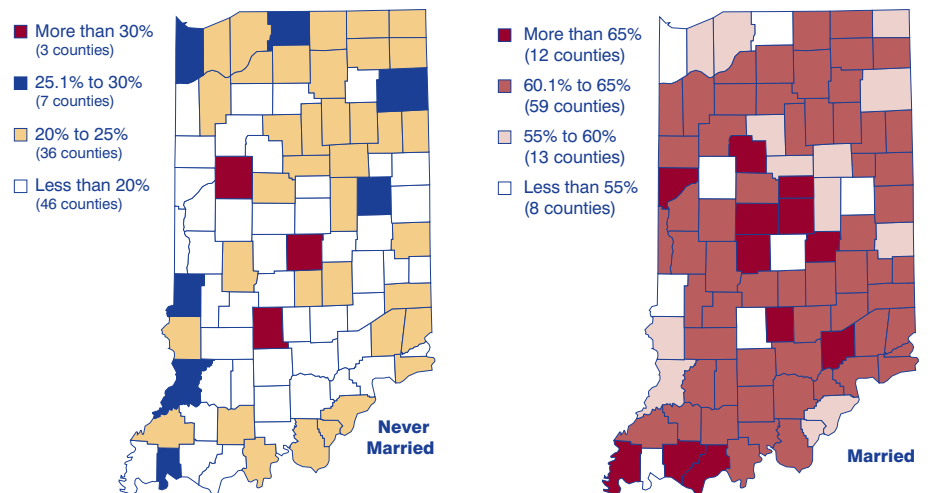 More than 30%
(3 counties)
25.1% to 30%
(7 counties)
20% to 25%
(36 counties)
Less than 20%
(46 counties)
Never
Married
More than 65%
(12 counties)
60.1% to 65%
(59 counties)
55% to 60%
(13 counties)
Less than 55%
(8 counties)
Married